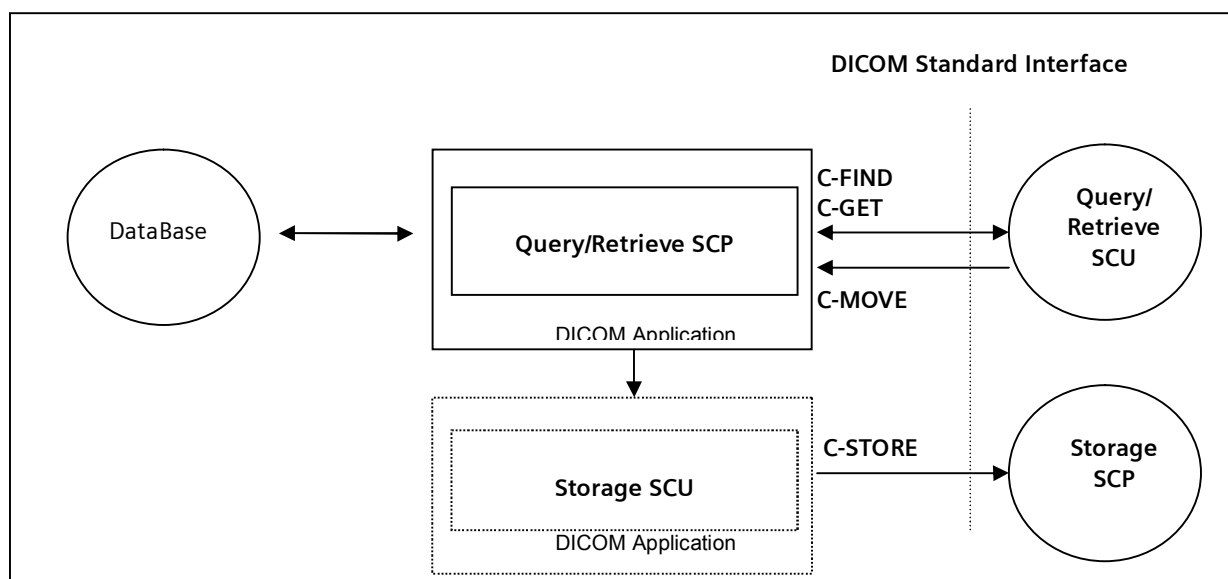 DICOM Standard Interface
DataBase
Query/Retrieve SCP
DICOM Application
C-FIND
C-GET
C-MOVE
Query/
Retrieve
SCU
Storage SCU
DICOM Application
C-STORE
Storage
SCP